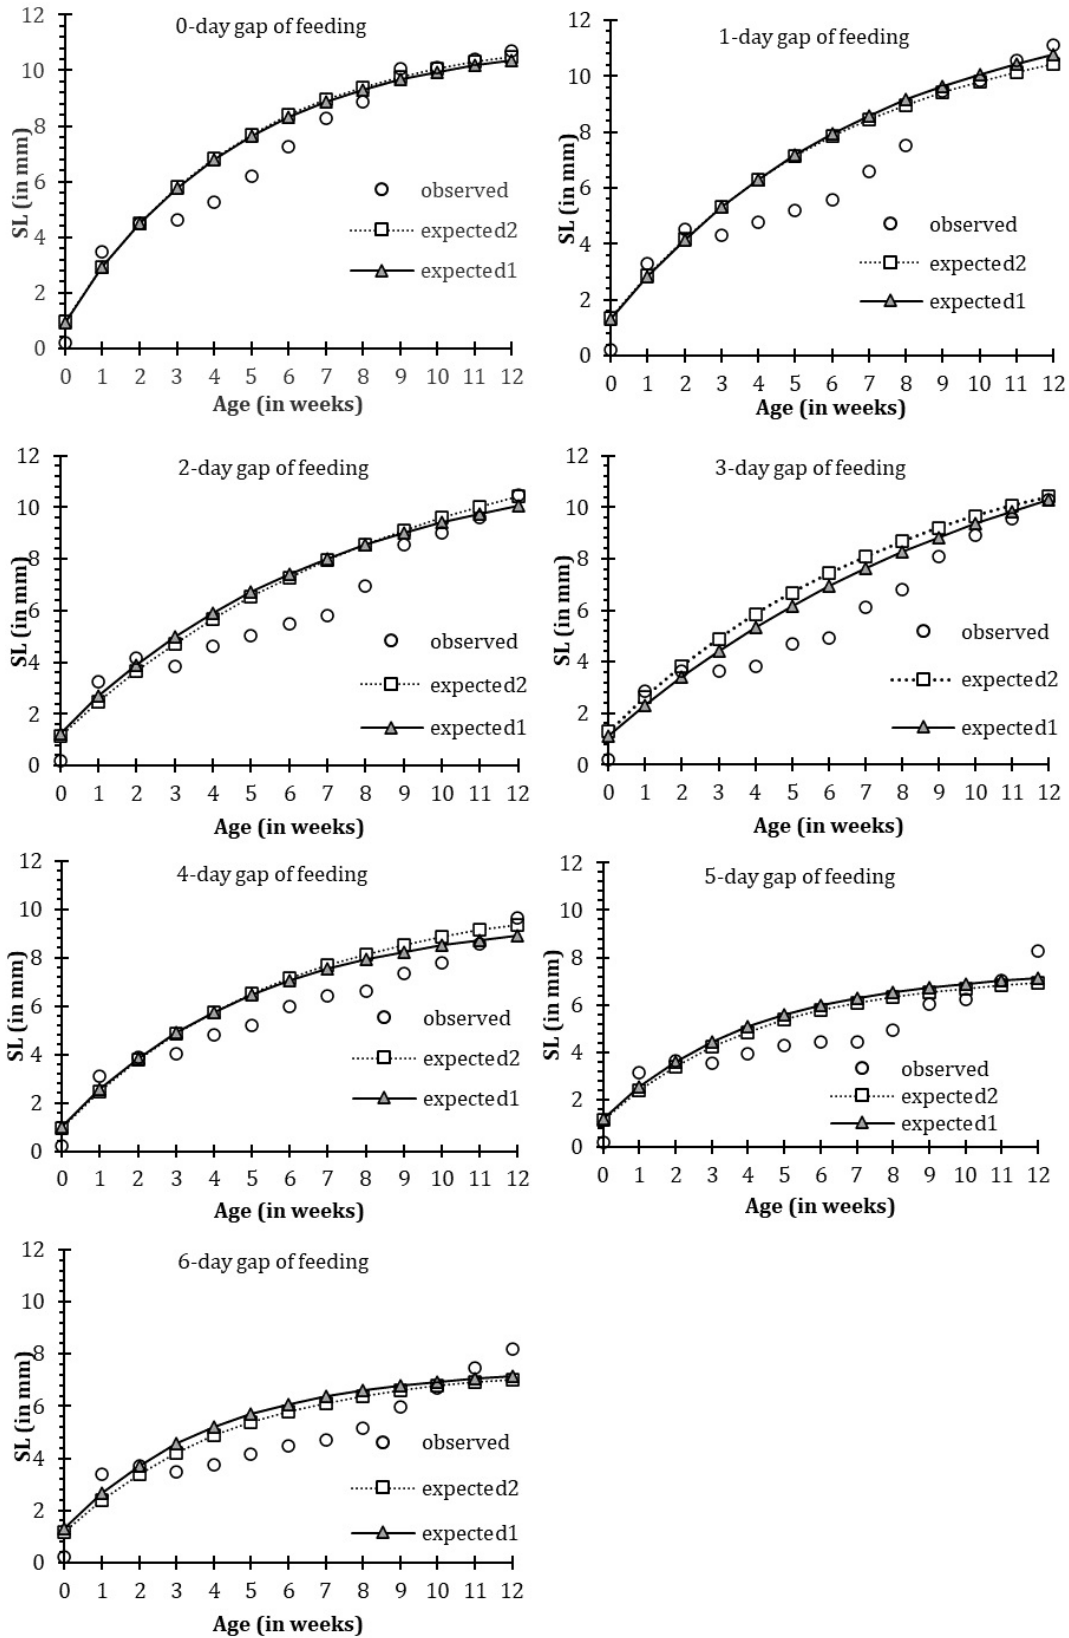 0-day gap of feeding
SL (in mm)
12
10
8
6
4
2
0
observed
expected2
expected1
0 1 2 3 4 5 6 7 8 9 10 11 12
Age (in weeks)
1-day gap of feeding
SL (in mm)
12
10
8
6
4
2
0
observed
expected2
expected1
0 1 2 3 4 5 6 7 8 9 10 11 12
Age (in weeks)
2-day gap of feeding
SL (in mm)
12
10
8
6
4
2
0
observed
expected2
expected1
0 1 2 3 4 5 6 7 8 9 10 11 12
Age (in weeks)
3-day gap of feeding
SL (in mm)
12
10
8
6
4
2
0
observed
expected2
expected1
0 1 2 3 4 5 6 7 8 9 10 11 12
Age (in weeks)
4-day gap of feeding
SL (in mm)
12
10
8
6
4
2
0
observed
expected2
expected1
0 1 2 3 4 5 6 7 8 9 10 11 12
Age (in weeks)
5-day gap of feeding
SL (in mm)
12
10
8
6
4
2
0
observed
expected2
expected1
0 1 2 3 4 5 6 7 8 9 10 11 12
Age (in weeks)
6-day gap of feeding
SL (in mm)
12
10
8
6
4
2
0
observed
expected2
expected1
0 1 2 3 4 5 6 7 8 9 10 11 12
Age (in weeks)